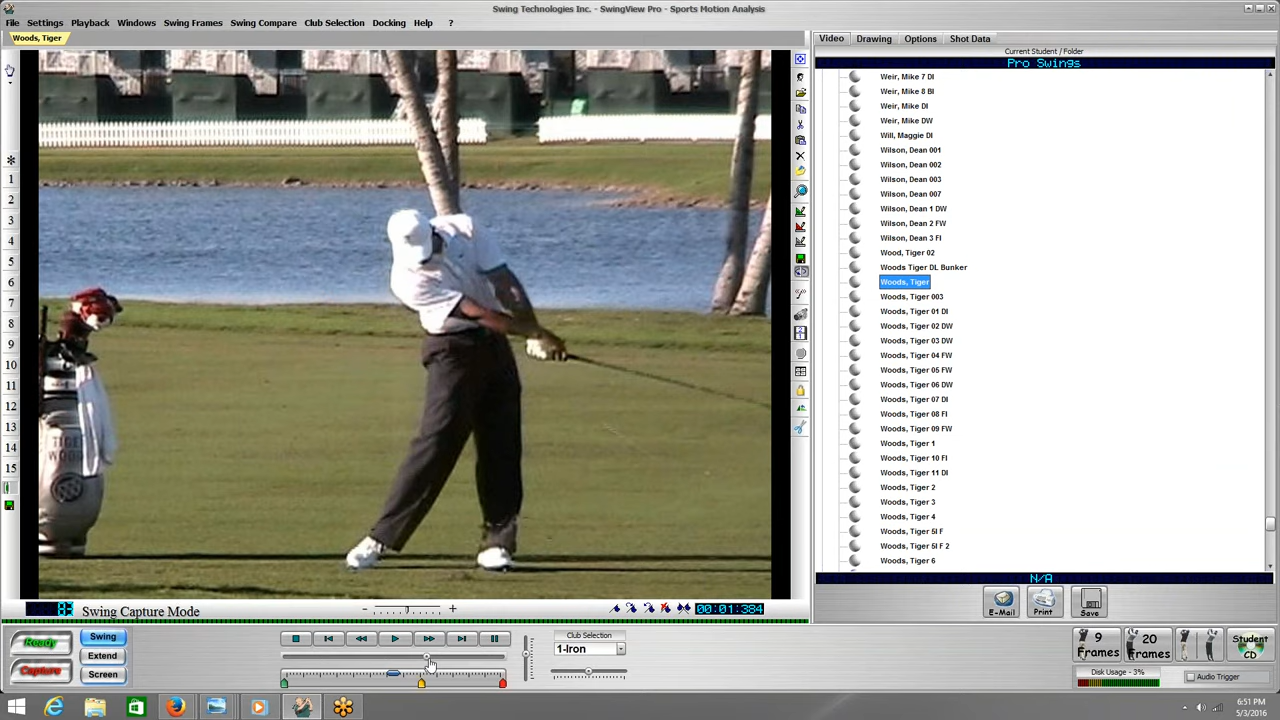 Swing Technologies Inc. - SwingView Pro - Sports Motion Analysis
File Settings Playback Windows Swing Frames Swing Compare Club Selection Docking Help ?
Woods, Tiger
1
2
3
4
5
6
7
8
9
10
11
12
13
14
15
TIGER
WOODS
Swing Capture Mode
- +
00:01:384
Ready
Capture
Swing
Extend
Screen
Club Selection
1-Iron
Video Drawing Options Shot Data
Current Student / Folder
Pro Swings
Weir, Mike 7 DI
Weir, Mike 8 BI
Weir, Mike DI
Weir, Mike DW
Will, Maggie DI
Wilson, Dean 001
Wilson, Dean 002
Wilson, Dean 003
Wilson, Dean 007
Wilson, Dean 1 DW
Wilson, Dean 2 FW
Wilson, Dean 3 FI
Wood, Tiger 02
Woods Tiger DL Bunker
Woods, Tiger
Woods, Tiger 003
Woods, Tiger 01 DI
Woods, Tiger 02 DW
Woods, Tiger 03 DW
Woods, Tiger 04 FW
Woods, Tiger 05 FW
Woods, Tiger 06 DW
Woods, Tiger 07 DI
Woods, Tiger 08 FI
Woods, Tiger 09 FW
Woods, Tiger 1
Woods, Tiger 10 FI
Woods, Tiger 11 DI
Woods, Tiger 2
Woods, Tiger 3
Woods, Tiger 4
Woods, Tiger 5I F
Woods, Tiger 5I F 2
Woods, Tiger 6
N/A
E-Mail Print Save
9 Frames
20 Frames
Student CD
Disk Usage - 3%
Audio Trigger
6:51 PM
5/3/2016